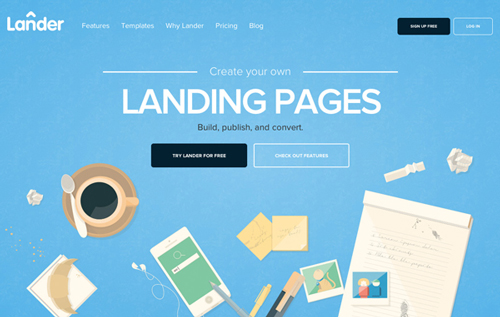 Lander
Features Templates Why Lander Pricing Blog
SIGN UP FREE LOG IN
Create your own
LANDING PAGES
Build, publish, and convert.
TRY LANDER FOR FREE CHECK OUT FEATURES